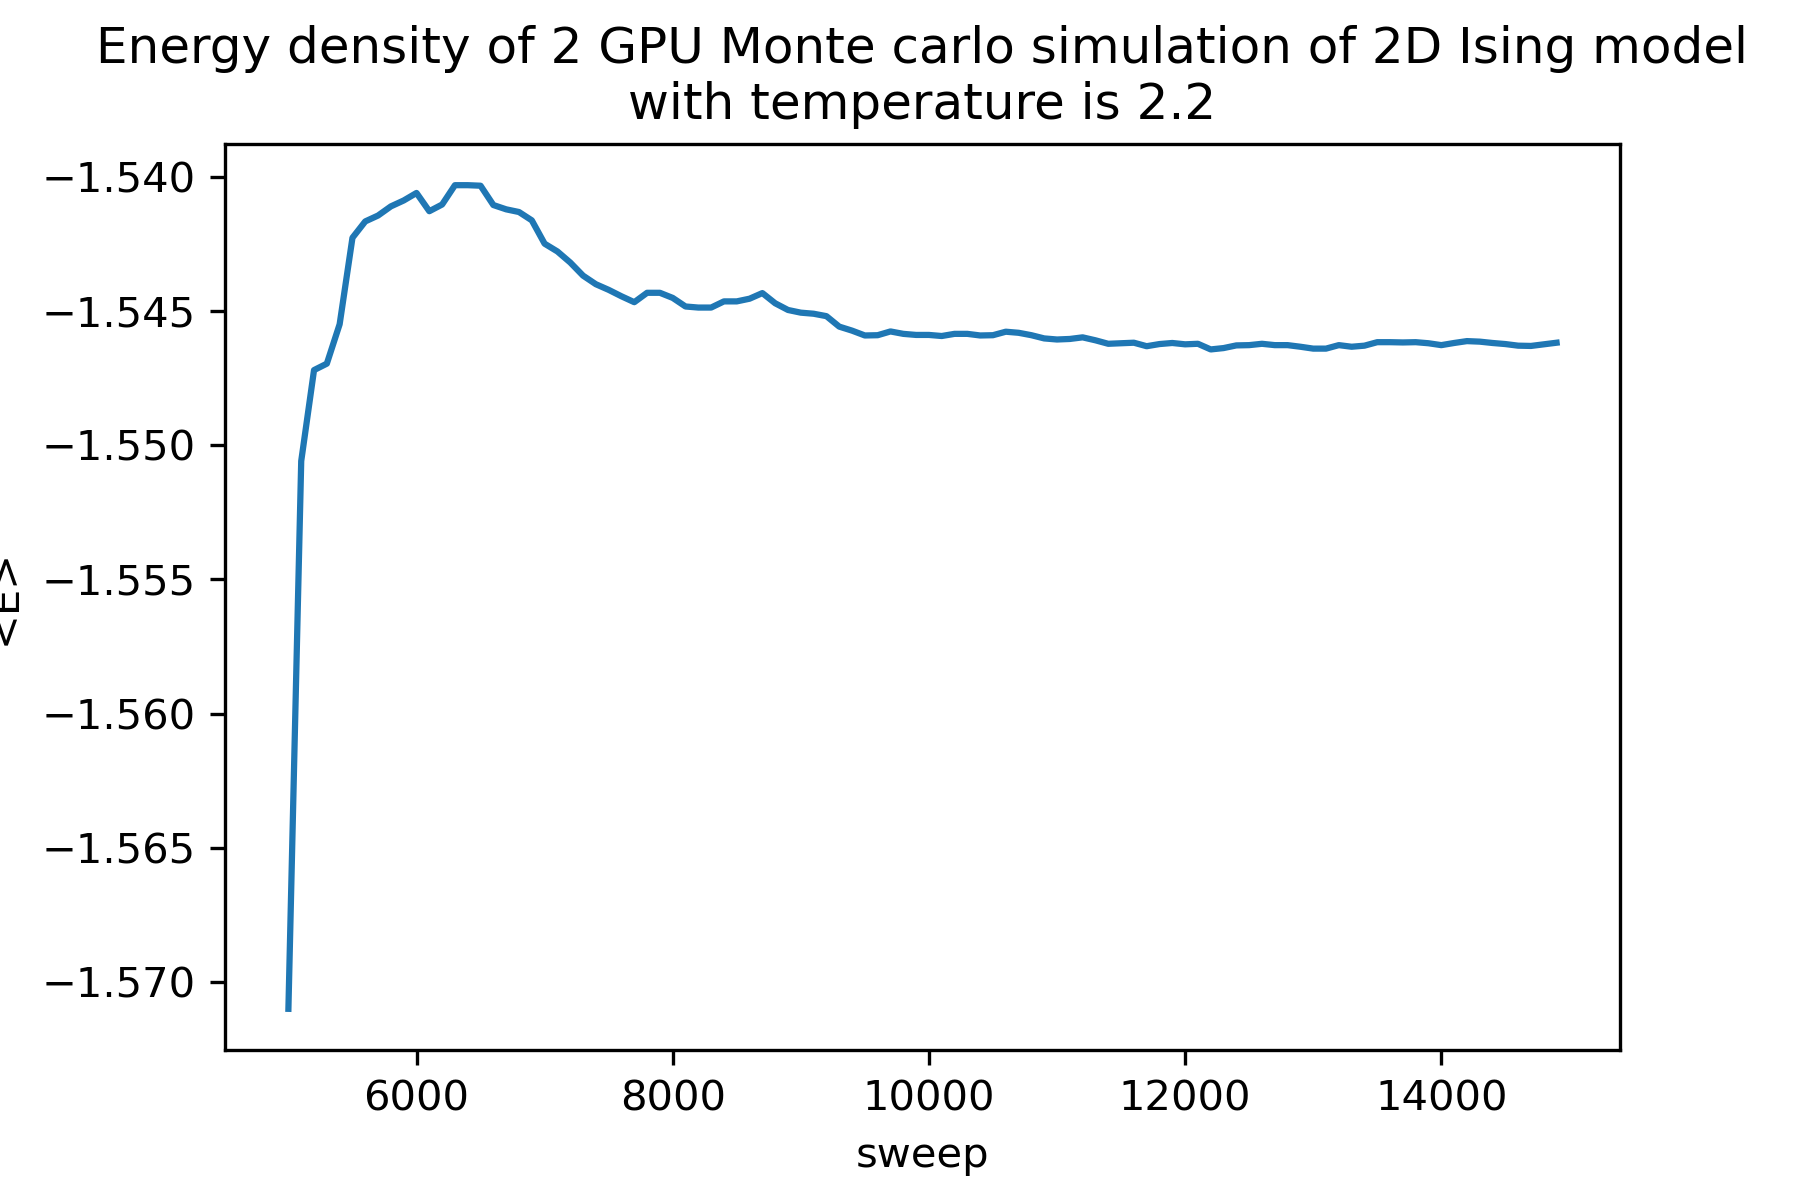 Energy density of 2 GPU Monte carlo simulation of 2D Ising model
with temperature is 2.2
−1.540
−1.545
−1.550
−1.555
−1.560
−1.565
−1.570
<E>
6000 8000 10000 12000 14000
sweep